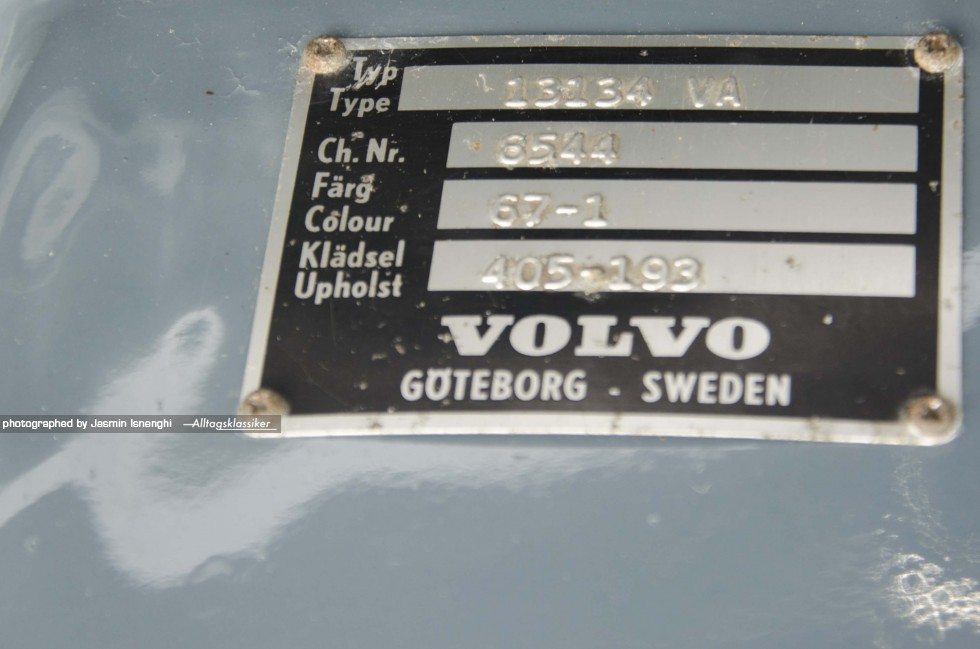 Typ
Type 13134 VA
Ch. Nr. 6544
Färg
Colour 67-1
Klädsel
Upholst 405-193
VOLVO
GÖTEBORG - SWEDEN
photographed by Jasmin Isnenghi —Alltagsklassiker